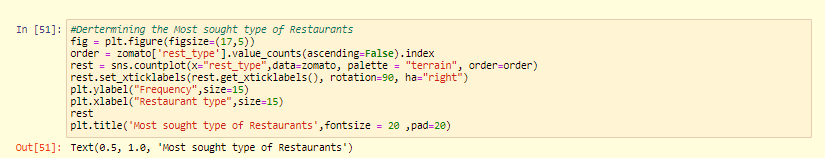 In [51]: #Dertermining the Most sought type of Restaurants
fig = plt.figure(figsize=(17,5))
order = zomato['rest_type'].value_counts(ascending=False).index
rest = sns.countplot(x="rest_type",data=zomato, palette = "terrain", order=order)
rest.set_xticklabels(rest.get_xticklabels(), rotation=90, ha="right")
plt.ylabel("Frequency",size=15)
plt.xlabel("Restaurant type",size=15)
rest
plt.title('Most sought type of Restaurants',fontsize = 20 ,pad=20)
Out[51]: Text(0.5, 1.0, 'Most sought type of Restaurants')